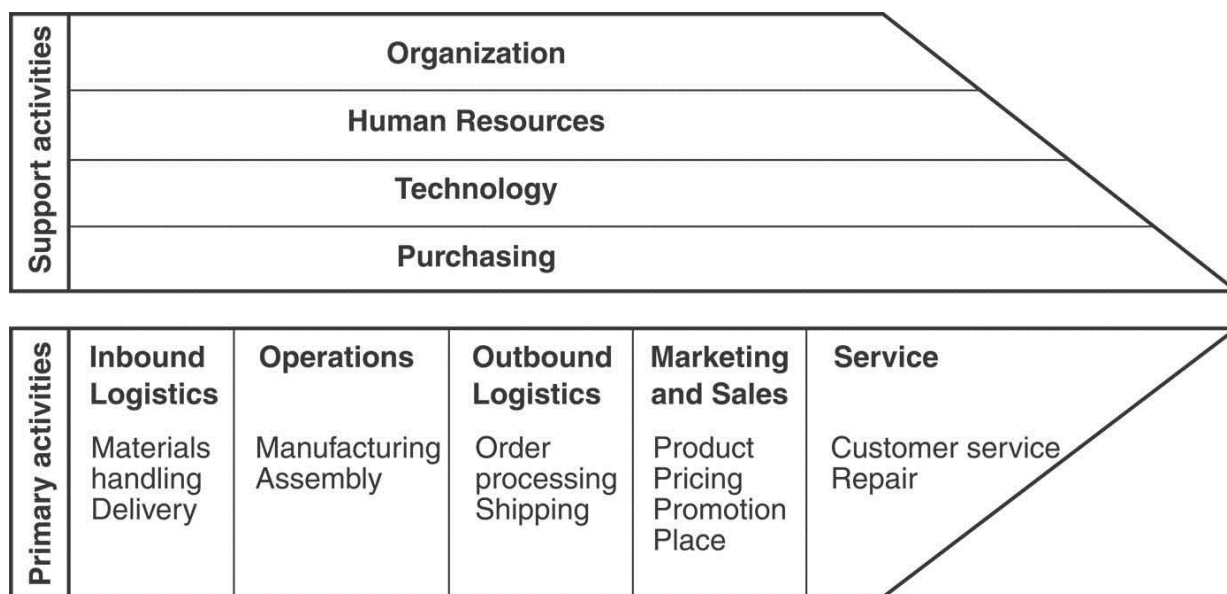 Support activities
Organization
Human Resources
Technology
Purchasing
Primary activities
Inbound
Logistics
Materials
handling
Delivery
Operations
Manufacturing
Assembly
Outbound
Logistics
Order
processing
Shipping
Marketing
and Sales
Product
Pricing
Promotion
Place
Service
Customer service
Repair